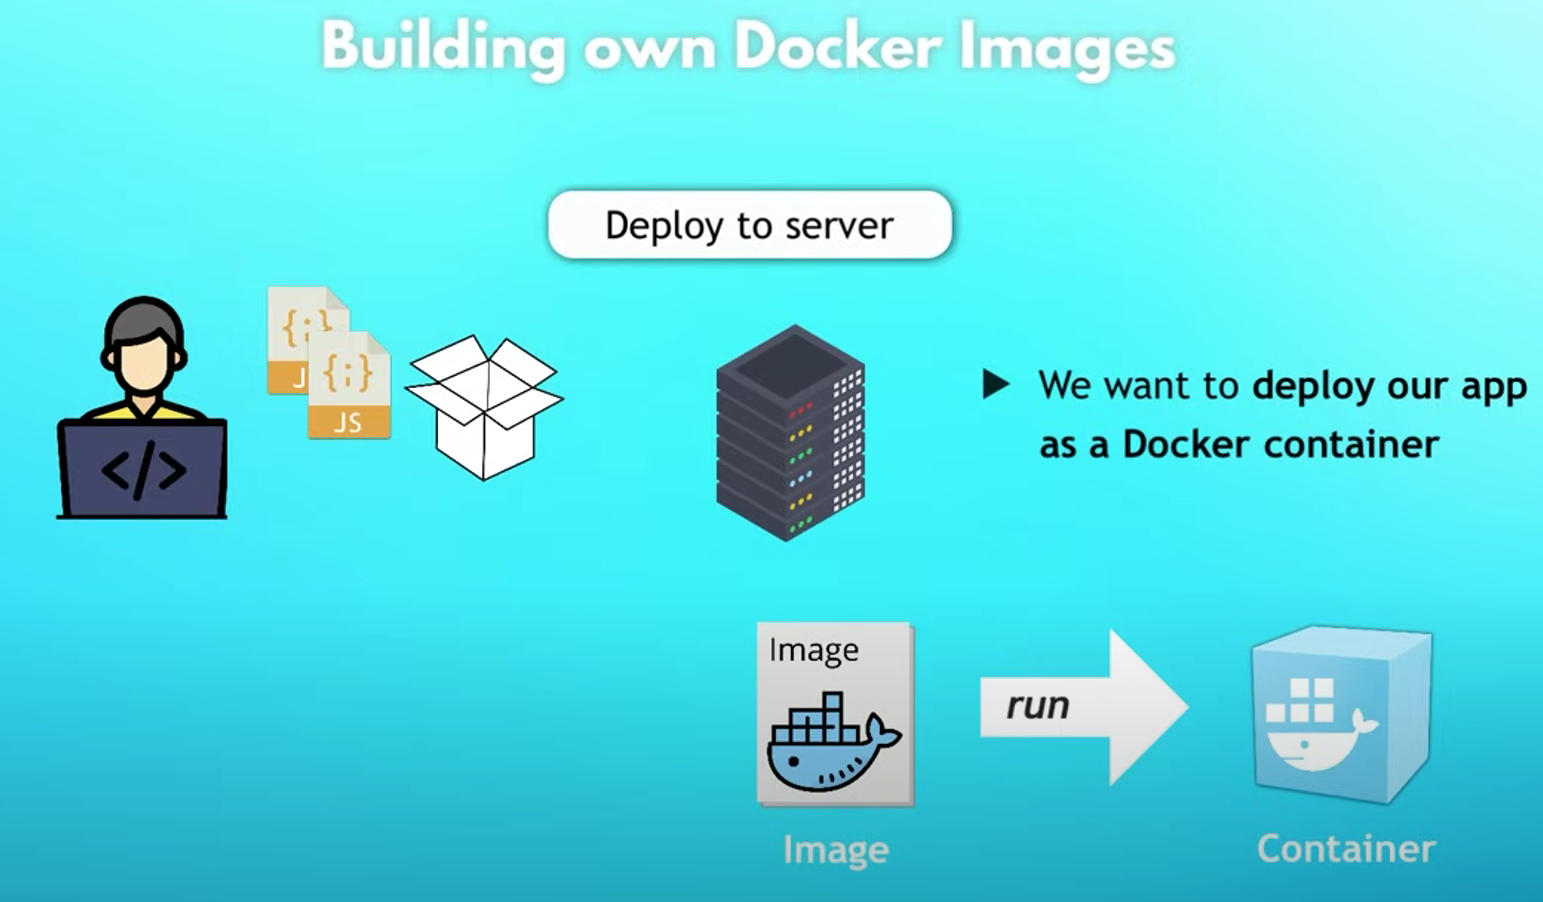 Building own Docker Images
Deploy to server
{;}
J
{;}
JS
</>
We want to deploy our app
as a Docker container
Image
run
Image
Container